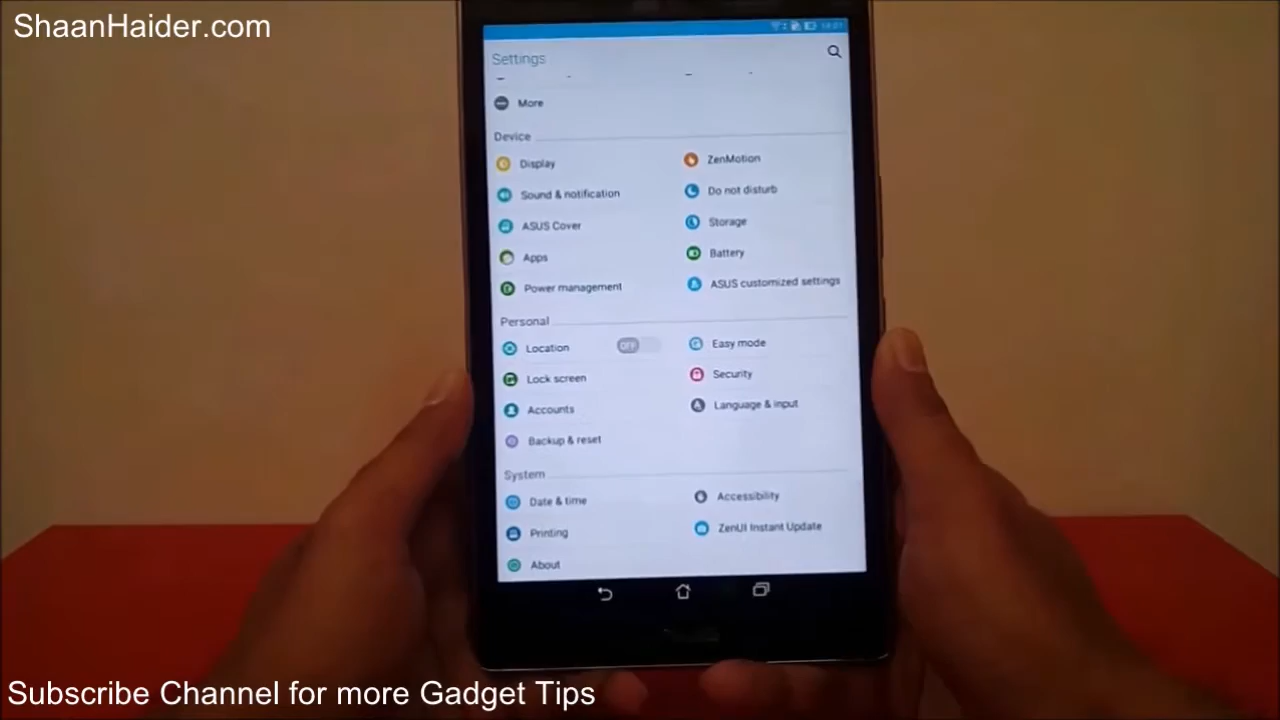 ShaanHaider.com
Settings
More
Device
Display
ZenMotion
Sound & notification
Do not disturb
ASUS Cover
Storage
Apps
Battery
Power management
ASUS customized settings
Personal
Location
OFF
Easy mode
Lock screen
Security
Accounts
Language & input
Backup & reset
System
Date & time
Accessibility
Printing
ZenUI Instant Update
About
Subscribe Channel for more Gadget Tips